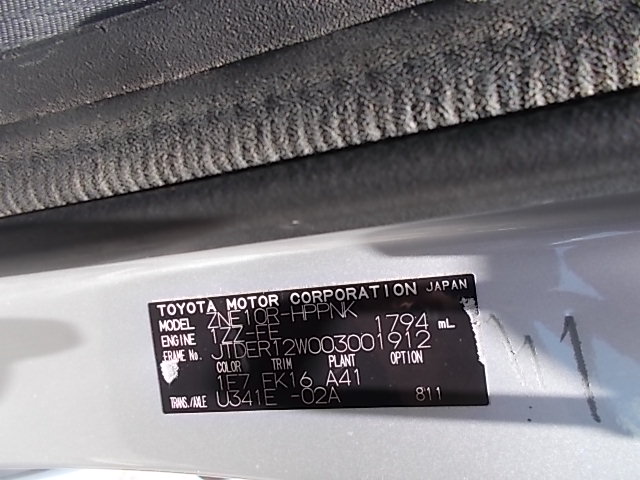 TOYOTA MOTOR CORPORATION JAPAN
MODEL ZNE10R-HPPNK
ENGINE 1ZZ-FE 1794 mL
FRAME No. JTDER12W003001912
COLOR TRIM PLANT OPTION
1E7 EK16 A41
TRANS./AXLE U341E -02A 811